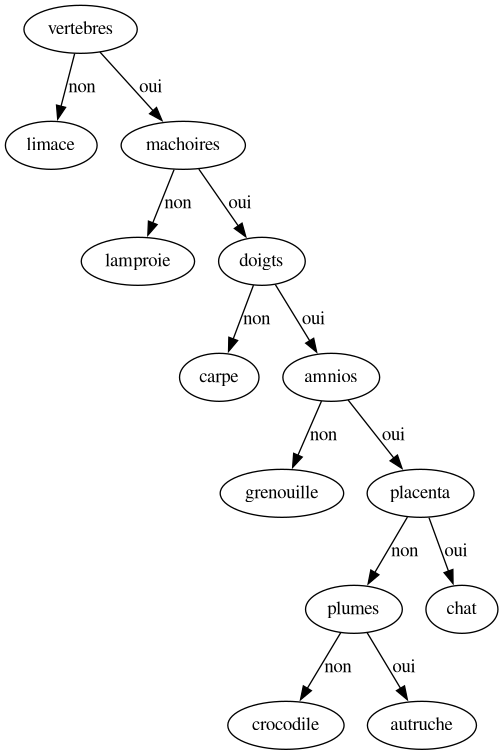 vertebres
non
oui
limace
machoires
non
oui
lamproie
doigts
non
oui
carpe
amnios
non
oui
grenouille
placenta
non
oui
plumes
chat
non
oui
crocodile
autruche